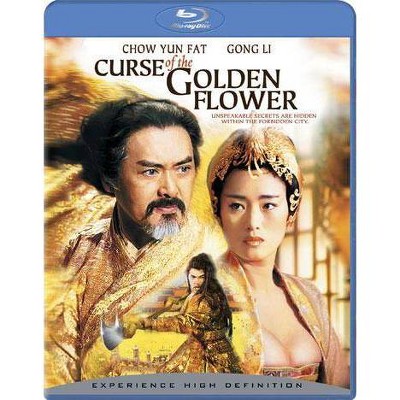 Blu-ray Disc
CHOW YUN FAT GONG LI
CURSE of the
GOLDEN
FLOWER
UNSPEAKABLE SECRETS ARE HIDDEN
WITHIN THE FORBIDDEN CITY.
EXPERIENCE HIGH DEFINITION